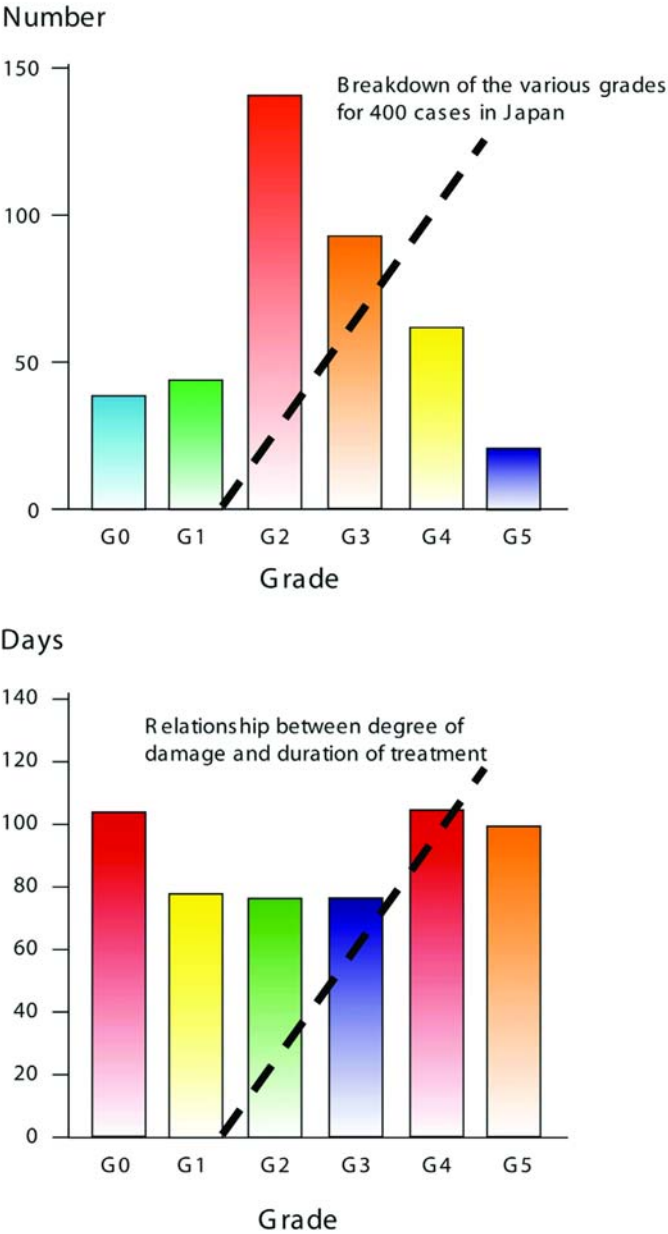 Number
150
Breakdown of the various grades
for 400 cases in Japan
100
50
0
G0 G1 G2 G3 G4 G5
Grade
Days
140
Relationship between degree of
damage and duration of treatment
120
100
80
60
40
20
0
G0 G1 G2 G3 G4 G5
Grade